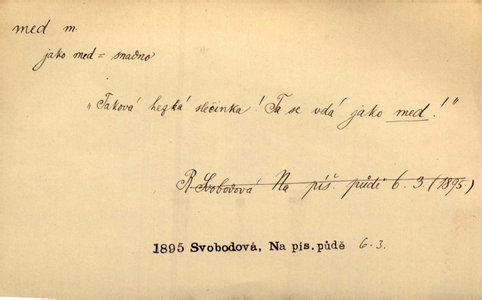 med m.
jako med = snadno
„Taková hezká slečinka! Ta se vdá jako med!"
R Svobodová Na pís. půdě 6. 3. (1895)
1895 Svobodová, Na pís.půdě 6.3.